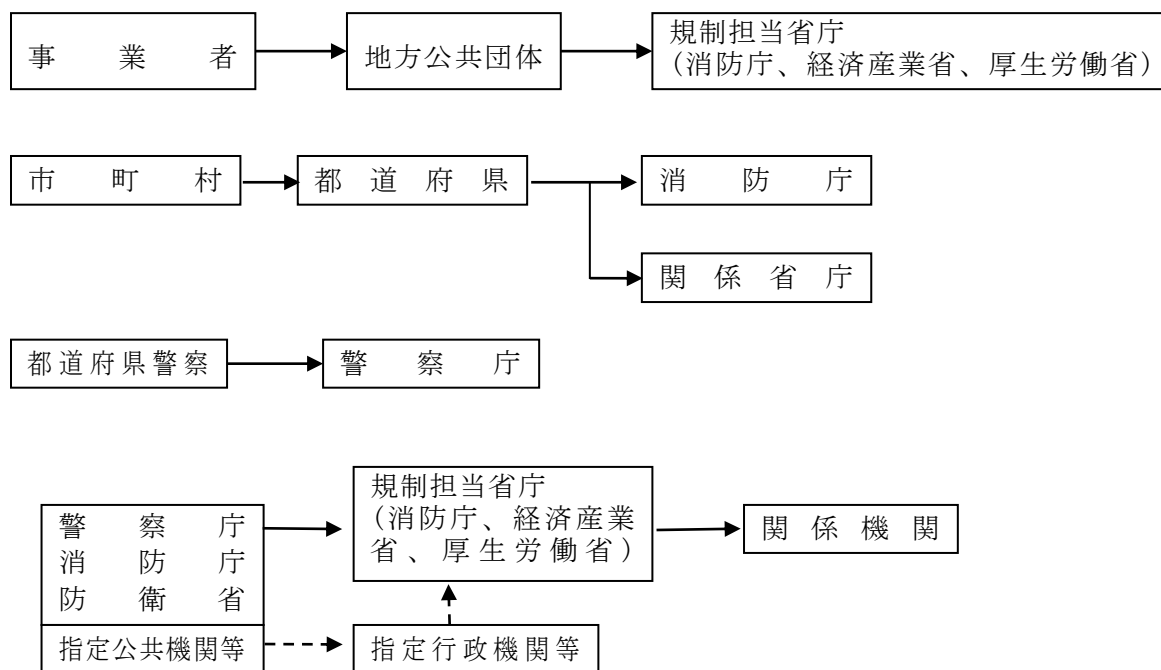 事業者
地方公共団体
規制担当省庁
(消防庁、経済産業省、厚生労働省)
市町村
都道府県
消防庁
関係省庁
都道府県警察
警察庁
警察庁
消防庁
防衛省
指定公共機関等
規制担当省庁
(消防庁、経済産業
省、厚生労働省)
指定行政機関等
関係機関